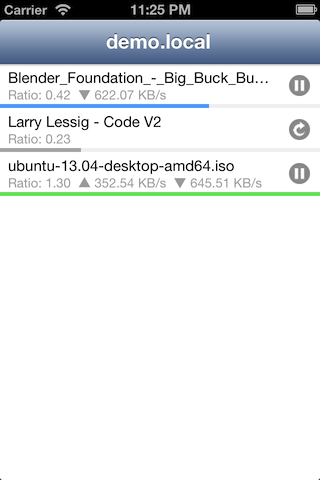 Carrier 11:25 PM
demo.local
Blender_Foundation_-_Big_Buck_Bu…
Ratio: 0.42 ▼ 622.07 KB/s
Larry Lessig - Code V2
Ratio: 0.23
ubuntu-13.04-desktop-amd64.iso
Ratio: 1.30 ▲ 352.54 KB/s ▼ 645.51 KB/s